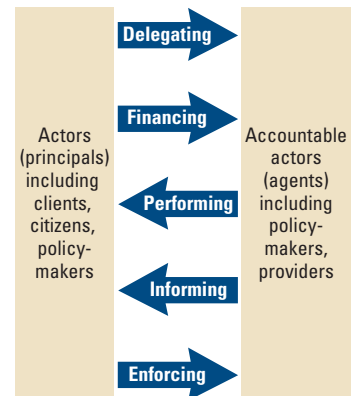 Delegating
Financing
Actors
(principals)
including
clients,
citizens,
policy-
makers
Accountable
actors
(agents)
including
policy-
makers,
providers
Performing
Informing
Enforcing